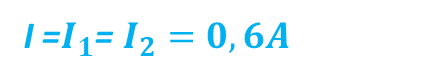 I =I₁= I₂ = 0,6A